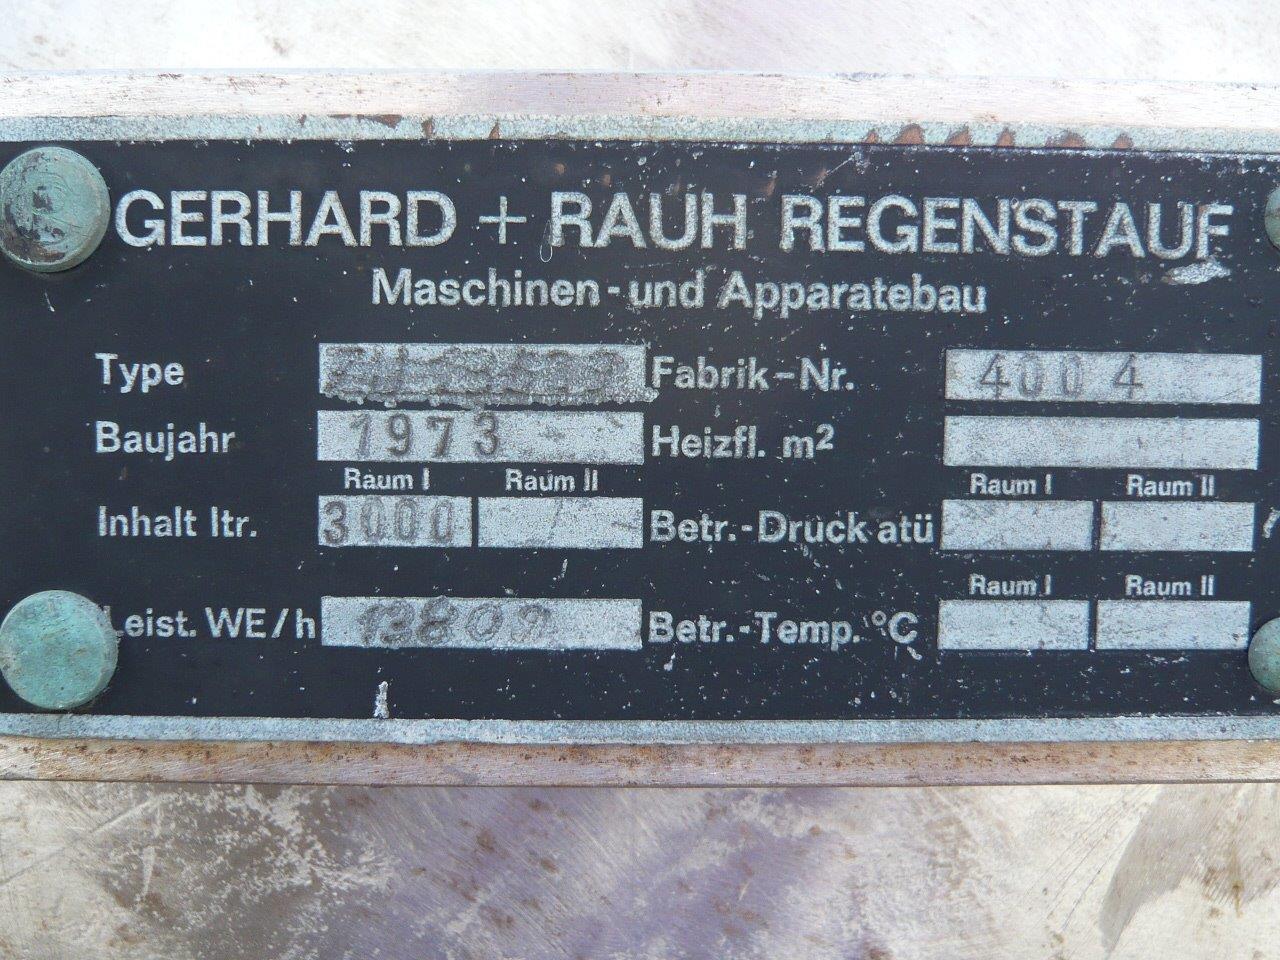 GERHARD + RAUH REGENSTAUF
Maschinen - und Apparatebau
Type Fabrik-Nr. 4004
Baujahr 1973 Heizfl. m²
Raum I Raum II Raum I Raum II
Inhalt ltr. 3000 Betr.-Druck atü
Raum I Raum II
Leist. WE/h Betr.-Temp. °C